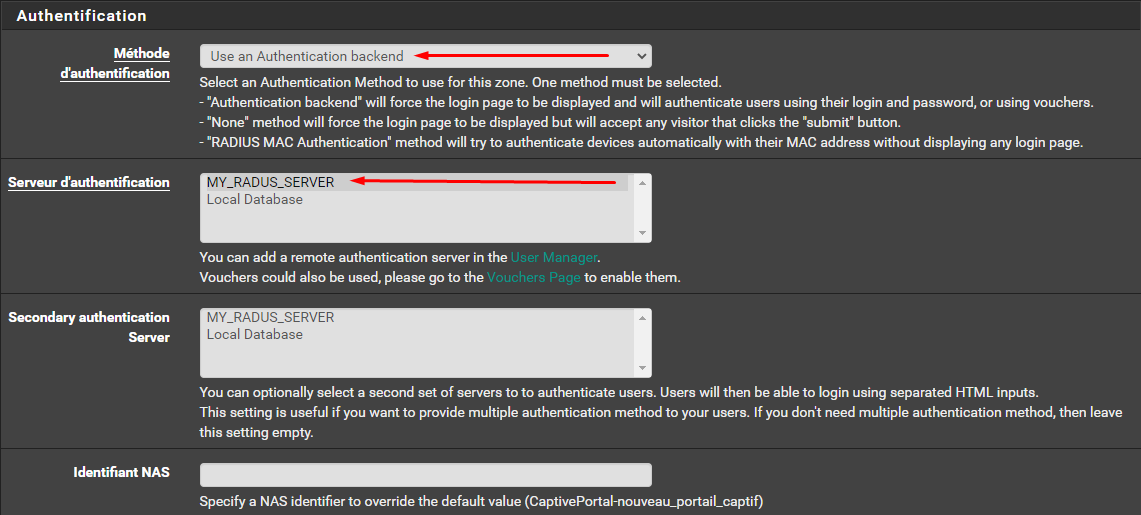 Authentification
Méthode
d'authentification
Use an Authentication backend
Select an Authentication Method to use for this zone. One method must be selected.
- "Authentication backend" will force the login page to be displayed and will authenticate users using their login and password, or using vouchers.
- "None" method will force the login page to be displayed but will accept any visitor that clicks the "submit" button.
- "RADIUS MAC Authentication" method will try to authenticate devices automatically with their MAC address without displaying any login page.
Serveur d'authentification
MY_RADUS_SERVER
Local Database
You can add a remote authentication server in the User Manager.
Vouchers could also be used, please go to the Vouchers Page to enable them.
Secondary authentication
Server
MY_RADUS_SERVER
Local Database
You can optionally select a second set of servers to to authenticate users. Users will then be able to login using separated HTML inputs.
This setting is useful if you want to provide multiple authentication method to your users. If you don't need multiple authentication method, then leave
this setting empty.
Identifiant NAS
Specify a NAS identifier to override the default value (CaptivePortal-nouveau_portail_captif)